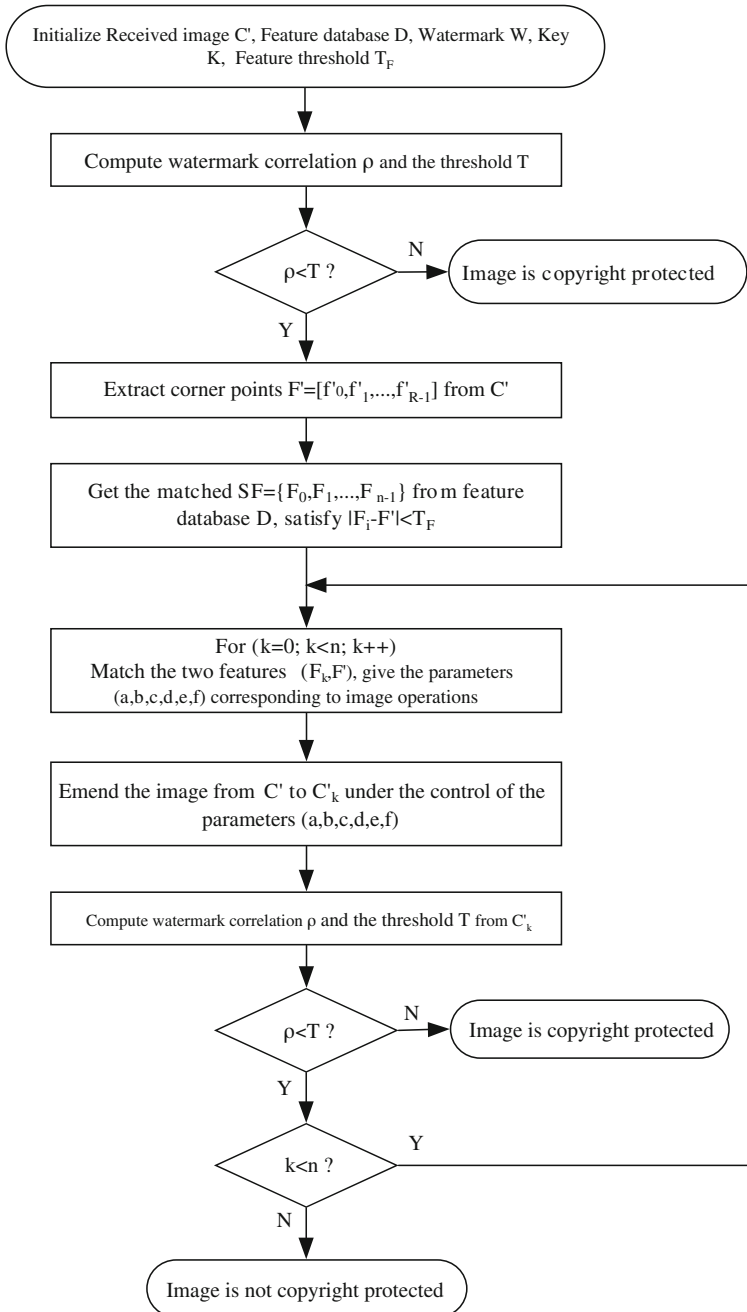 Initialize Received image C', Feature database D, Watermark W, Key
K, Feature threshold T_F
Compute watermark correlation ρ and the threshold T
ρ<T ?
N
Image is copyright protected
Y
Extract corner points F'=[f'0,f'1,...,f'R-1] from C'
Get the matched SF={F0,F1,...,Fn-1} from feature
database D, satisfy |Fi-F'|<T_F
For (k=0; k<n; k++)
Match the two features (Fk,F'), give the parameters
(a,b,c,d,e,f) corresponding to image operations
Emend the image from C' to C'k under the control of the
parameters (a,b,c,d,e,f)
Compute watermark correlation ρ and the threshold T from C'k
ρ<T ?
N
Image is copyright protected
Y
k<n ?
Y
N
Image is not copyright protected